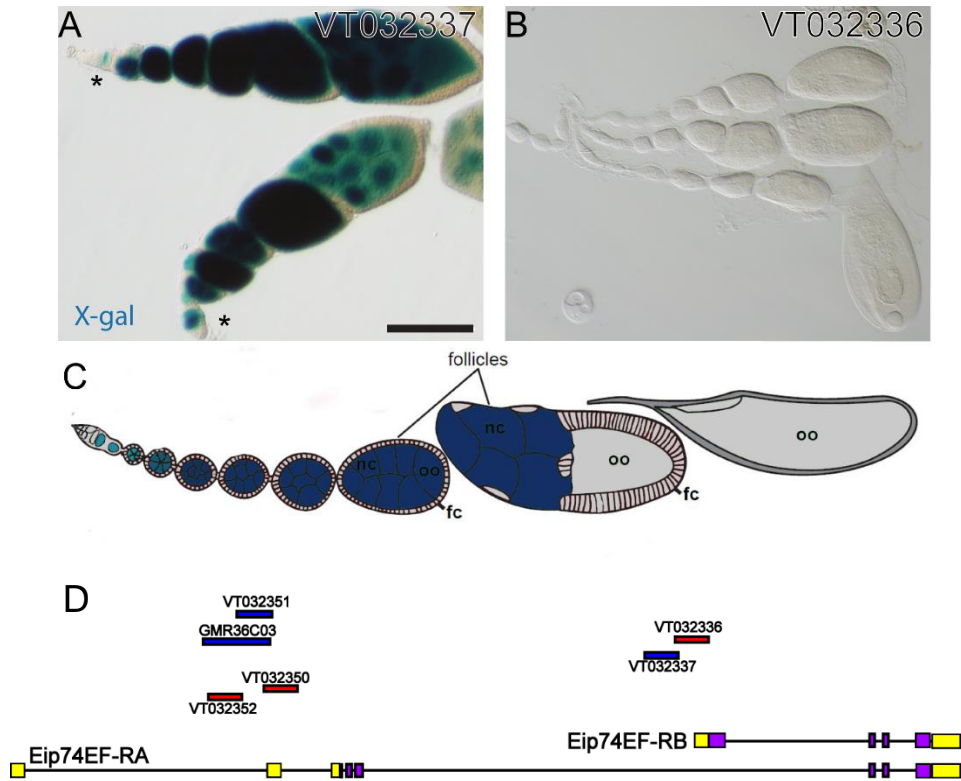 A
VT032337
*
*
X-gal
B
VT032336
C
follicles
nc
oo
fc
nc
oo
fc
oo
D
VT032351
GMR36C03
VT032350
VT032352
VT032336
VT032337
Eip74EF-RB
Eip74EF-RA